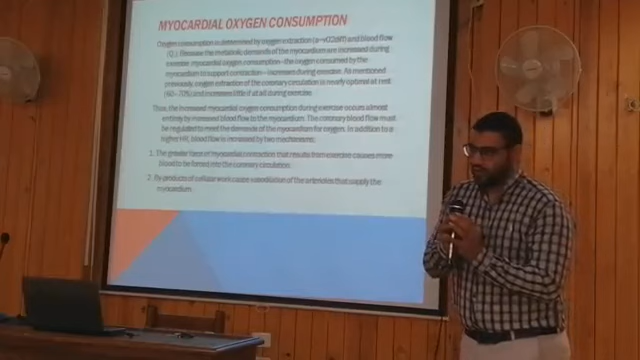 MYOCARDIAL OXYGEN CONSUMPTION
Oxygen consumption is determined by oxygen extraction and blood flow
Because the metabolic demands of the myocardium are increased during
exercise, myocardial oxygen consumption—the oxygen consumed by the
myocardium to support contraction—increases during exercise. As mentioned
previously, oxygen extraction of the coronary circulation is nearly optimal at rest
(60–70%) and increases little if at all during exercise.
Thus, the increased myocardial oxygen consumption during exercise occurs almost
entirely by increased blood flow to the myocardium. The coronary blood flow must
be regulated to meet the demands of the myocardium for oxygen. In addition to a
higher HR, blood flow is increased by two mechanisms:
1. The greater force of myocardial contraction that results from exercise causes more
blood to be forced into the coronary circulation.
2. By-products of cellular work cause vasodilation of the arterioles that supply the
myocardium.